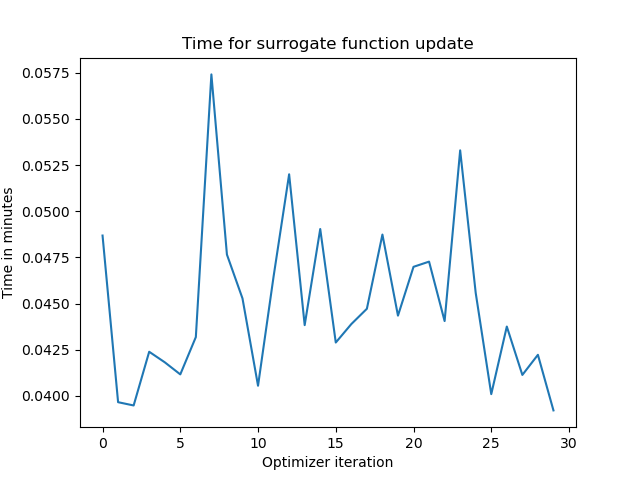 Time for surrogate function update
0.0575
0.0550
0.0525
0.0500
0.0475
0.0450
0.0425
0.0400
Time in minutes
0 5 10 15 20 25 30
Optimizer iteration